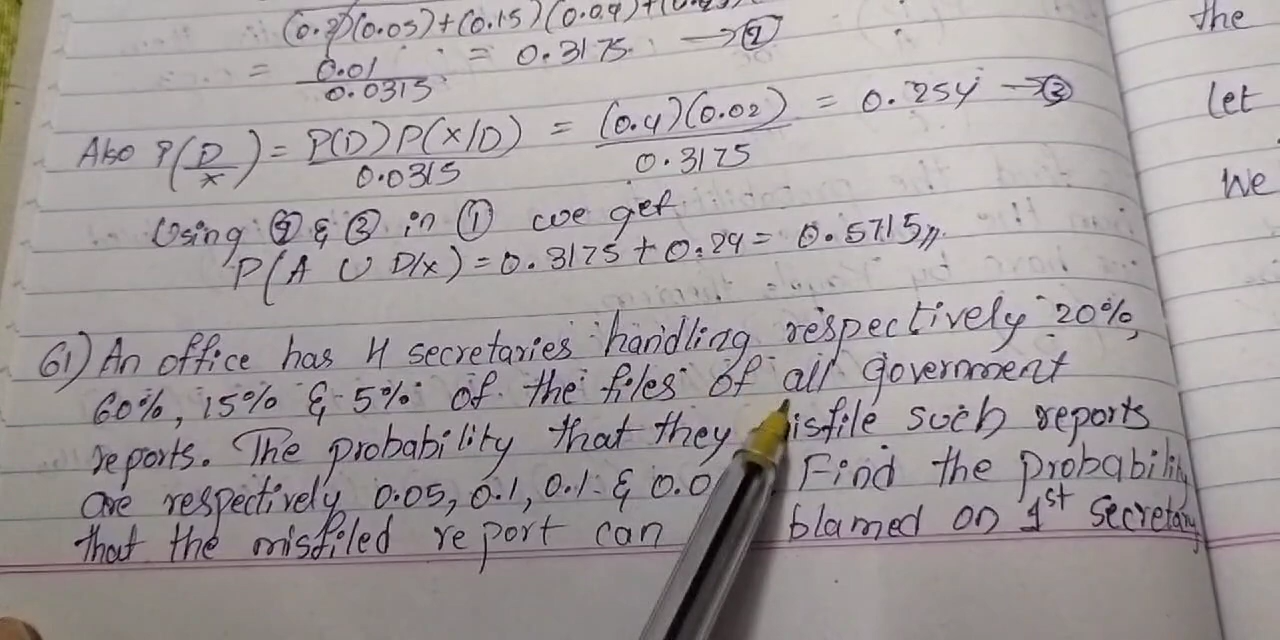 (0.2)(0.05)+(0.15)(0.04)+
= 0.01 / 0.0315 = 0.3175 → ②
Also P(D/X) = P(D) P(X/D) / 0.0315 = (0.4)(0.02) / 0.3175 = 0.254 → ③
Using ② & ③ in ① we get
P(A ∪ D/X) = 0.3175 + 0.24 = 0.5715
61) An office has 4 secretaries handling respectively 20%,
60%, 15% & 5% of the files of all government
reports. The probability that they misfile such reports
are respectively 0.05, 0.1, 0.1 & 0.0 Find the probability
that the misfiled report can blamed on 1st secretary
the
Let
We